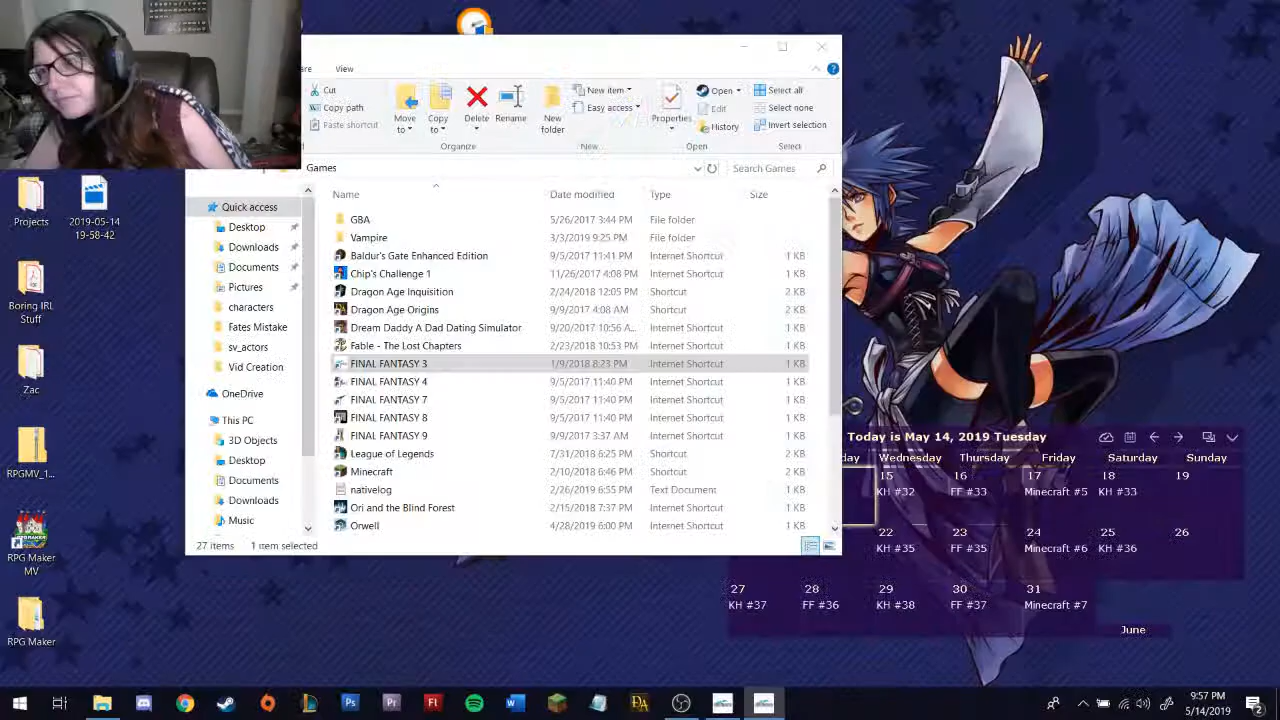 are View
Cut
Copy path
Paste shortcut
Move to
Copy to
Delete
Rename
New folder
New item
Easy access
Properties
Open
Edit
History
Select all
Select none
Invert selection
Organize
New
Open
Select
Games
Search Games
Name Date modified Type Size
GBA 5/26/2017 3:44 PM File folder
Vampire 3/3/2019 9:25 PM File folder
Baldur's Gate Enhanced Edition 9/5/2017 11:41 PM Internet Shortcut 1 KB
Chip's Challenge 1 11/26/2017 4:08 PM Internet Shortcut 1 KB
Dragon Age Inquisition 2/24/2018 12:05 PM Shortcut 2 KB
Dragon Age Origins 9/9/2017 4:08 AM Shortcut 2 KB
Dream Daddy A Dad Dating Simulator 9/20/2017 10:56 A... Internet Shortcut 1 KB
Fable - The Lost Chapters 2/23/2018 10:53 PM Internet Shortcut 1 KB
FINAL FANTASY 3 1/9/2018 8:23 PM Internet Shortcut 1 KB
FINAL FANTASY 4 9/5/2017 11:40 PM Internet Shortcut 1 KB
FINAL FANTASY 7 9/5/2017 11:40 PM Internet Shortcut 1 KB
FINAL FANTASY 8 9/5/2017 11:40 PM Internet Shortcut 1 KB
FINAL FANTASY 9 9/9/2017 3:37 AM Internet Shortcut 1 KB
League of Legends 7/31/2018 6:25 PM Shortcut 2 KB
Minecraft 2/10/2018 6:46 PM Shortcut 2 KB
nativelog 2/26/2019 6:55 PM Text Document 1 KB
Ori and the Blind Forest 2/15/2018 7:37 PM Internet Shortcut 1 KB
Orwell 4/28/2019 6:00 PM Internet Shortcut 1 KB
Quick access
Desktop
Downloads
Documents
Pictures
characters
Fates Mistake
sv_actors
Vid Creation
OneDrive
This PC
3D Objects
Desktop
Documents
Downloads
Music
27 items 1 item selected
Projects
2019-05-14
19-58-42
Boring IRL
Stuff
Zac
RPGMV_1...
RPG Maker
MV
RPG Maker
Today is May 14, 2019 Tuesday
day Wednesday Thursday Friday Saturday Sunday
15 16 17 18 19
KH #32 FF #33 Minecraft #5 KH #33
22 23 24 25 26
KH #35 FF #35 Minecraft #6 KH #36
27 28 29 30 31
KH #37 FF #36 KH #38 FF #37 Minecraft #7
June
9:57 PM
5/14/2019